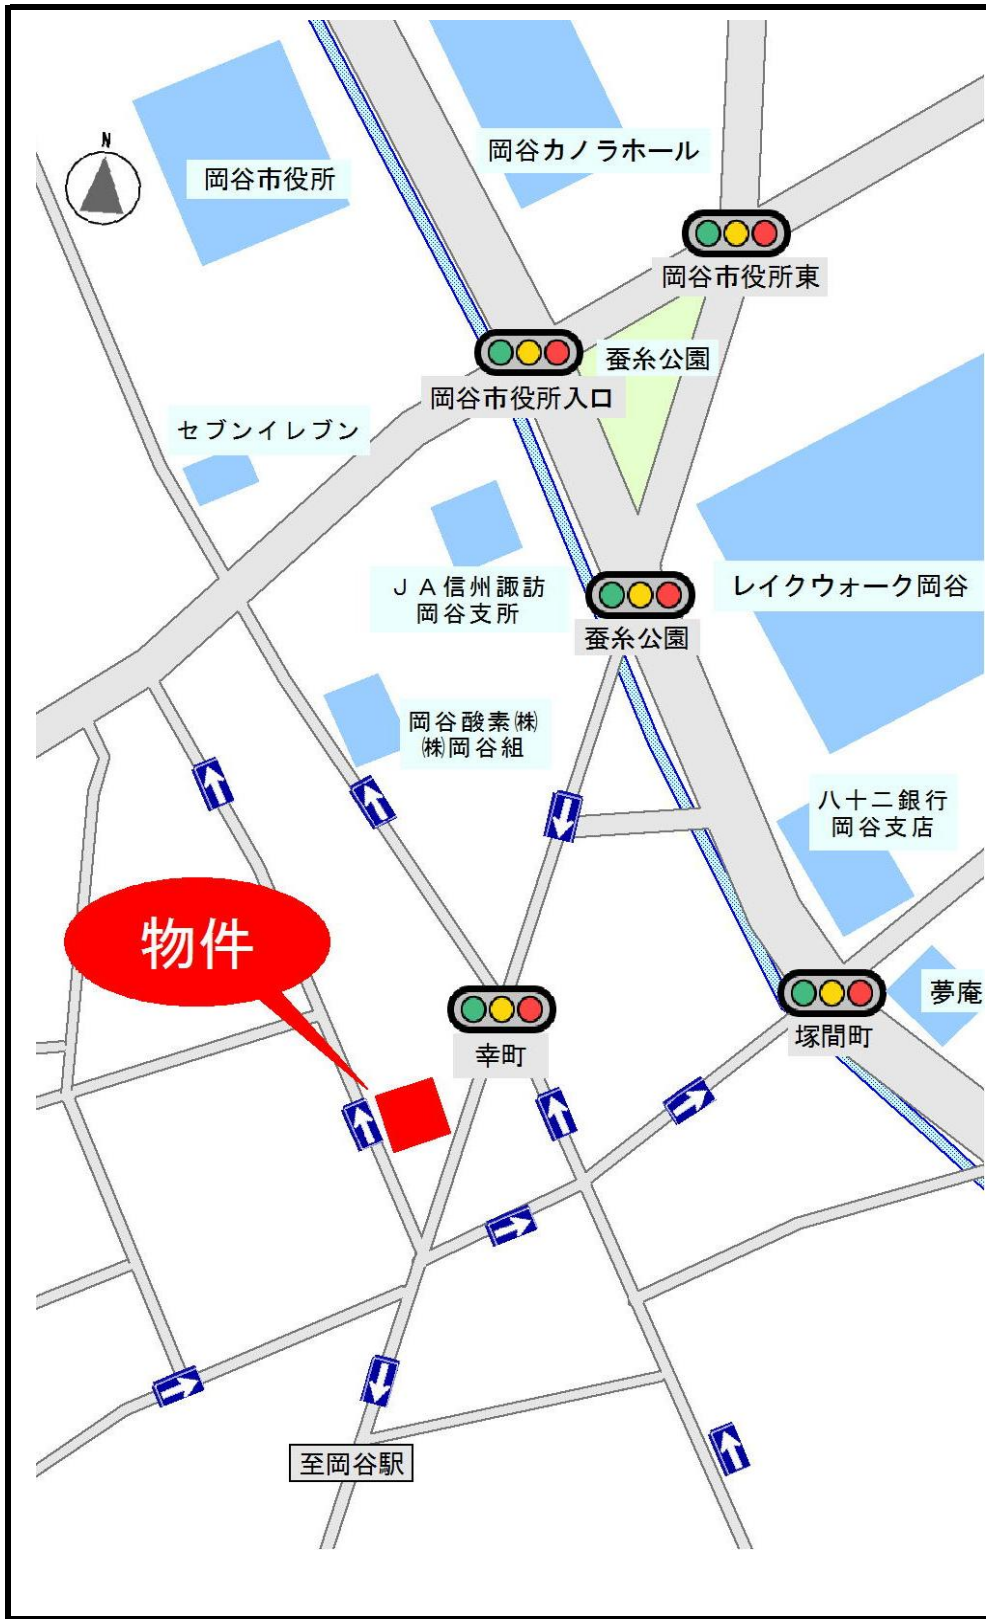 N
岡谷市役所
岡谷カノラホール
岡谷市役所東
蚕糸公園
岡谷市役所入口
セブンイレブン
ＪＡ信州諏訪
岡谷支所
レイクウォーク岡谷
蚕糸公園
岡谷酸素㈱
㈱岡谷組
八十二銀行
岡谷支店
物件
夢庵
幸町
塚間町
至岡谷駅